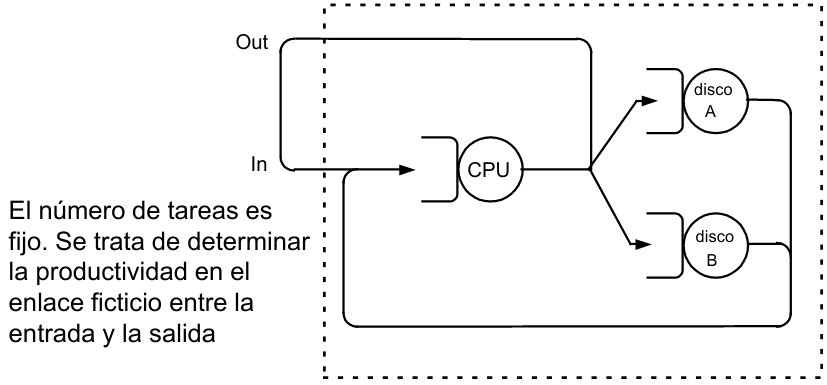 Out
disco
A
In
CPU
El número de tareas es
fijo. Se trata de determinar
la productividad en el
enlace ficticio entre la
entrada y la salida
disco
B